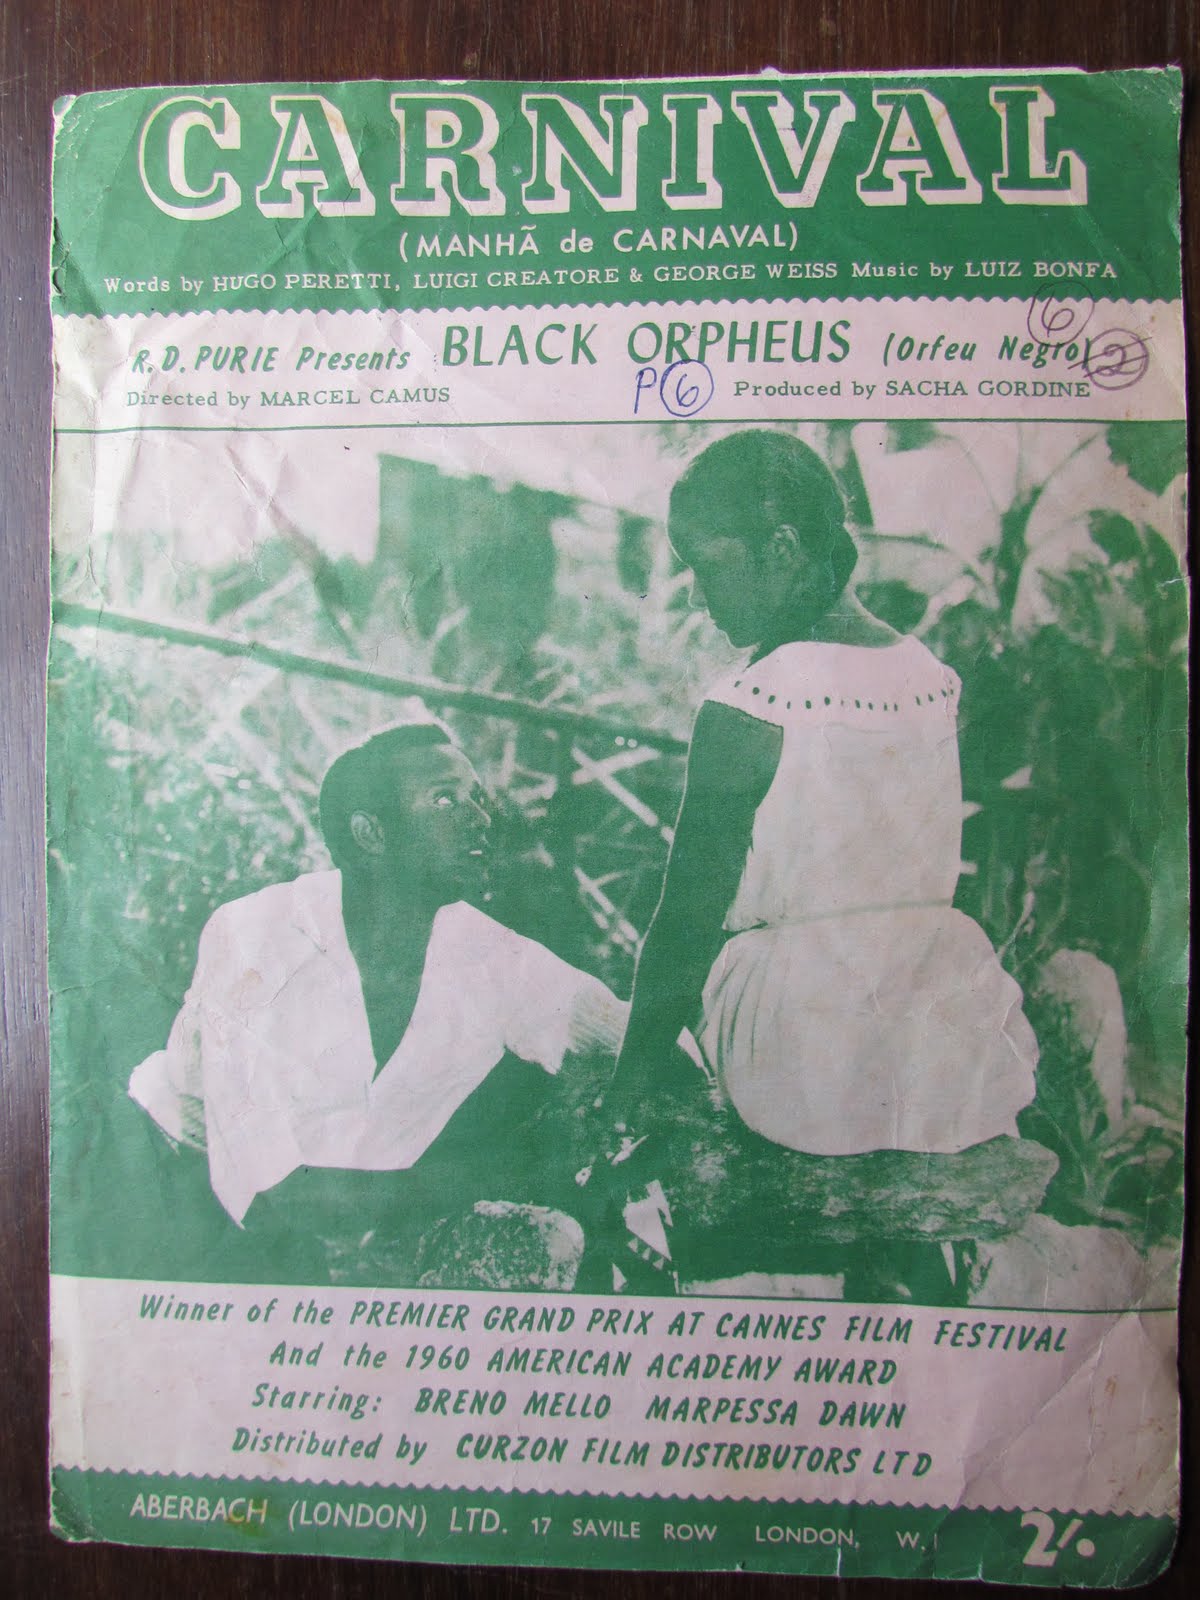 CARNIVAL
(MANHÃ de CARNAVAL)
Words by HUGO PERETTI, LUIGI CREATORE & GEORGE WEISS Music by LUIZ BONFA
6
R.D. PURIE Presents BLACK ORPHEUS (Orfeu Negro)
2
Directed by MARCEL CAMUS P 6 Produced by SACHA GORDINE
Winner of the PREMIER GRAND PRIX AT CANNES FILM FESTIVAL
And the 1960 AMERICAN ACADEMY AWARD
Starring: BRENO MELLO MARPESSA DAWN
Distributed by CURZON FILM DISTRIBUTORS LTD
ABERBACH (LONDON) LTD. 17 SAVILE ROW LONDON, W.1
2/.